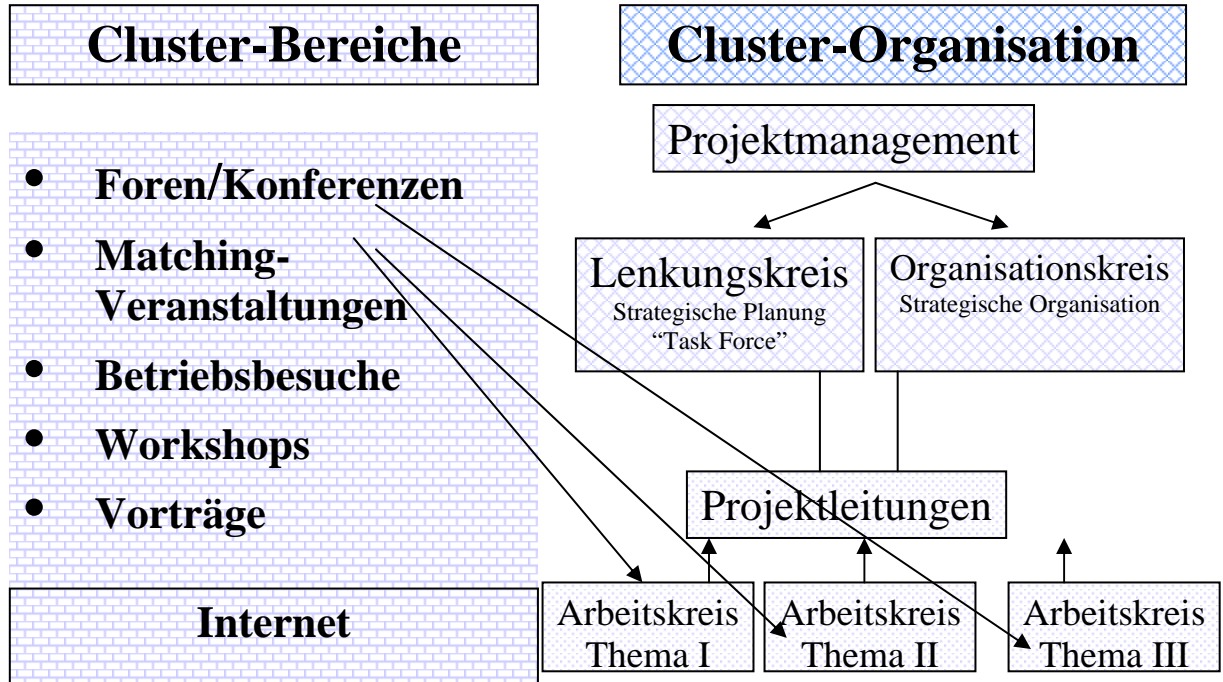 Cluster-Bereiche
• Foren/Konferenzen
• Matching-
Veranstaltungen
• Betriebsbesuche
• Workshops
• Vorträge
Internet
Cluster-Organisation
Projektmanagement
Lenkungskreis
Strategische Planung
“Task Force”
Organisationskreis
Strategische Organisation
Projektleitungen
Arbeitskreis
Thema I
Arbeitskreis
Thema II
Arbeitskreis
Thema III